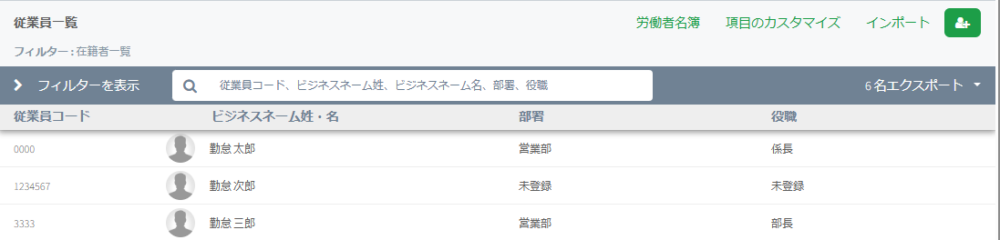 従業員一覧 労働者名簿 項目のカスタマイズ インポート
フィルター : 在籍者一覧
フィルターを表示 従業員コード、ビジネスネーム姓、ビジネスネーム名、部署、役職 6 名エクスポート
従業員コード ビジネスネーム姓・名 部署 役職
0000 勤怠 太郎 営業部 係長
1234567 勤怠 次郎 未登録 未登録
3333 勤怠 三郎 営業部 部長